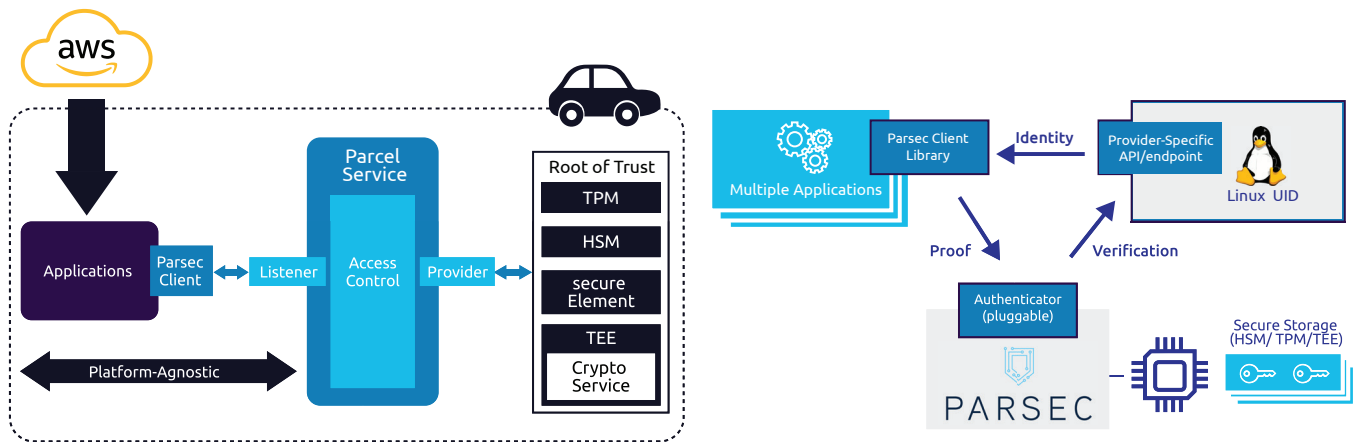 aws
Parcel
Service
Root of Trust
TPM
HSM
secure
Element
TEE
Crypto
Service
Applications
Parsec
Client
Listener
Access
Control
Provider
Platform-Agnostic
Multiple Applications
Parsec Client
Library
Identity
Provider-Specific
API/endpoint
Linux UID
Proof
Verification
Authenticator
(pluggable)
PARSEC
Secure Storage
(HSM/ TPM/TEE)